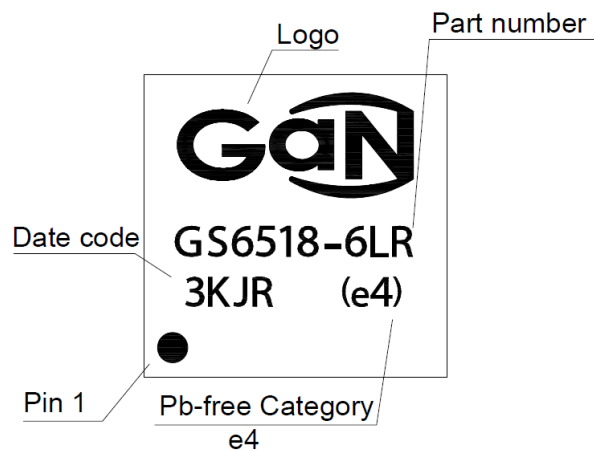 Logo
Part number
GaN
Date code
GS6518-6LR
3KJR (e4)
Pin 1
Pb-free Category
e4